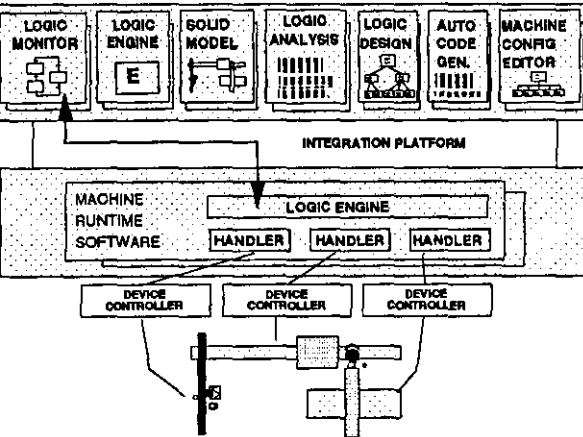 LOGIC
MONITOR
LOGIC
ENGINE
E
SOLID
MODEL
LOGIC
ANALYSIS
LOGIC
DESIGN
AUTO
CODE
GEN.
MACHINE
CONFIG
EDITOR
INTEGRATION PLATFORM
MACHINE
RUNTIME
SOFTWARE
LOGIC ENGINE
HANDLER
HANDLER
HANDLER
DEVICE
CONTROLLER
DEVICE
CONTROLLER
DEVICE
CONTROLLER